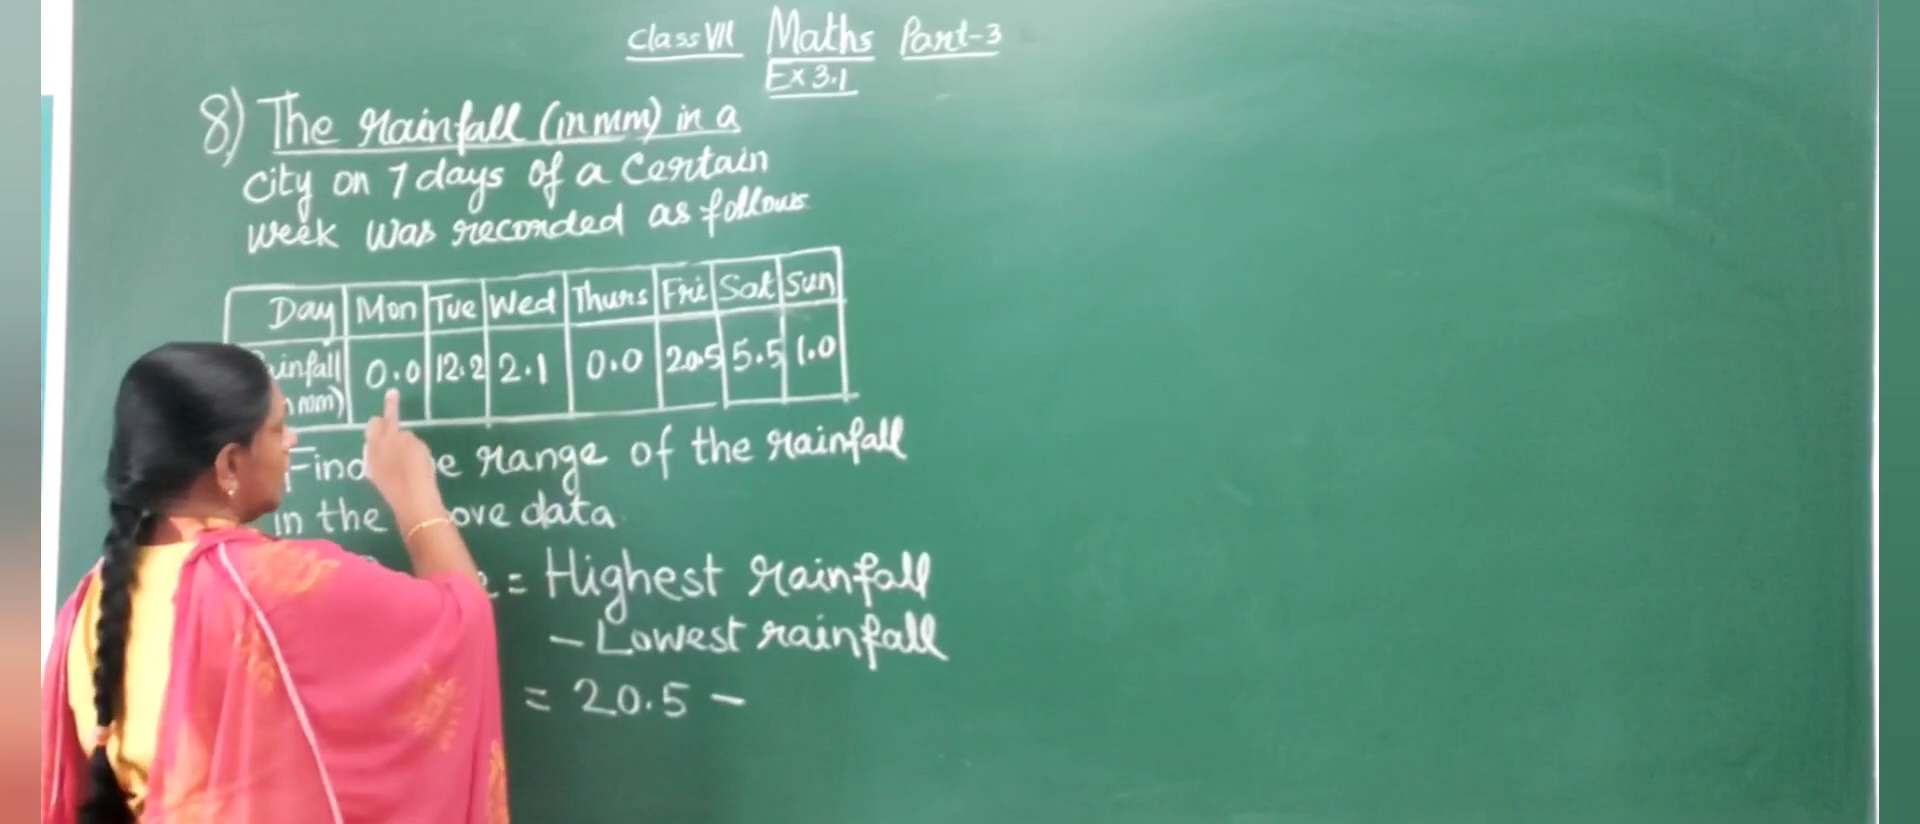 Class VII Maths Part-3
Ex 3.1
8) The rainfall (in mm) in a
city on 7 days of a certain
week was recorded as follows
Day Mon Tue Wed Thurs Fri Sat Sun
0.0 12.2 2.1 0.0 20.5 5.5 1.0
mm)
Find range of the rainfall
in the data
= Highest rainfall
- Lowest rainfall
= 20.5 -